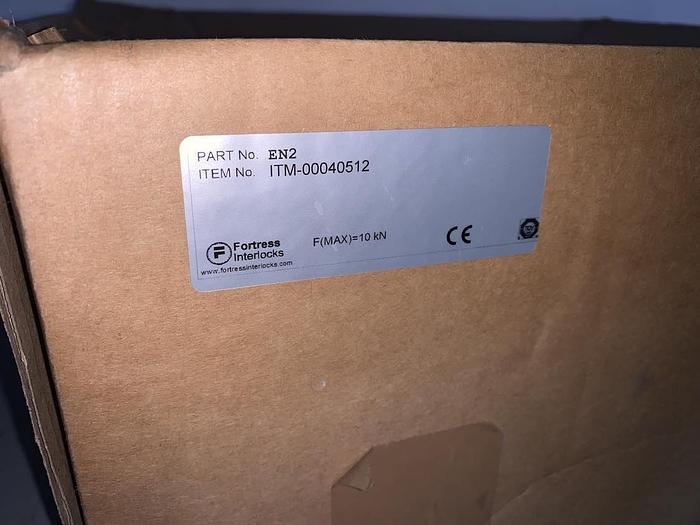 PART No. EN2
ITEM No. ITM-00040512
F Fortress
Interlocks
www.fortressinterlocks.com
F(MAX)=10 kN
CE